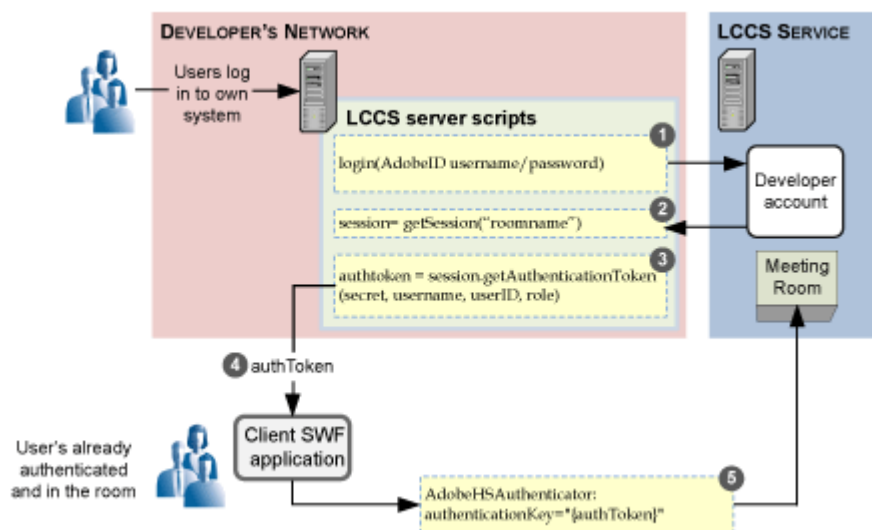 DEVELOPER'S NETWORK
LCCS SERVICE
Users log
in to own
system
LCCS server scripts
1
login(AdobeID username/password)
Developer
account
2
session= getSession("roomname")
3
authtoken = session.getAuthenticationToken
(secret, username, userID, role)
Meeting
Room
4 authToken
Client SWF
application
User's already
authenticated
and in the room
5
AdobeHSAuthenticator:
authenticationKey="{authToken}"